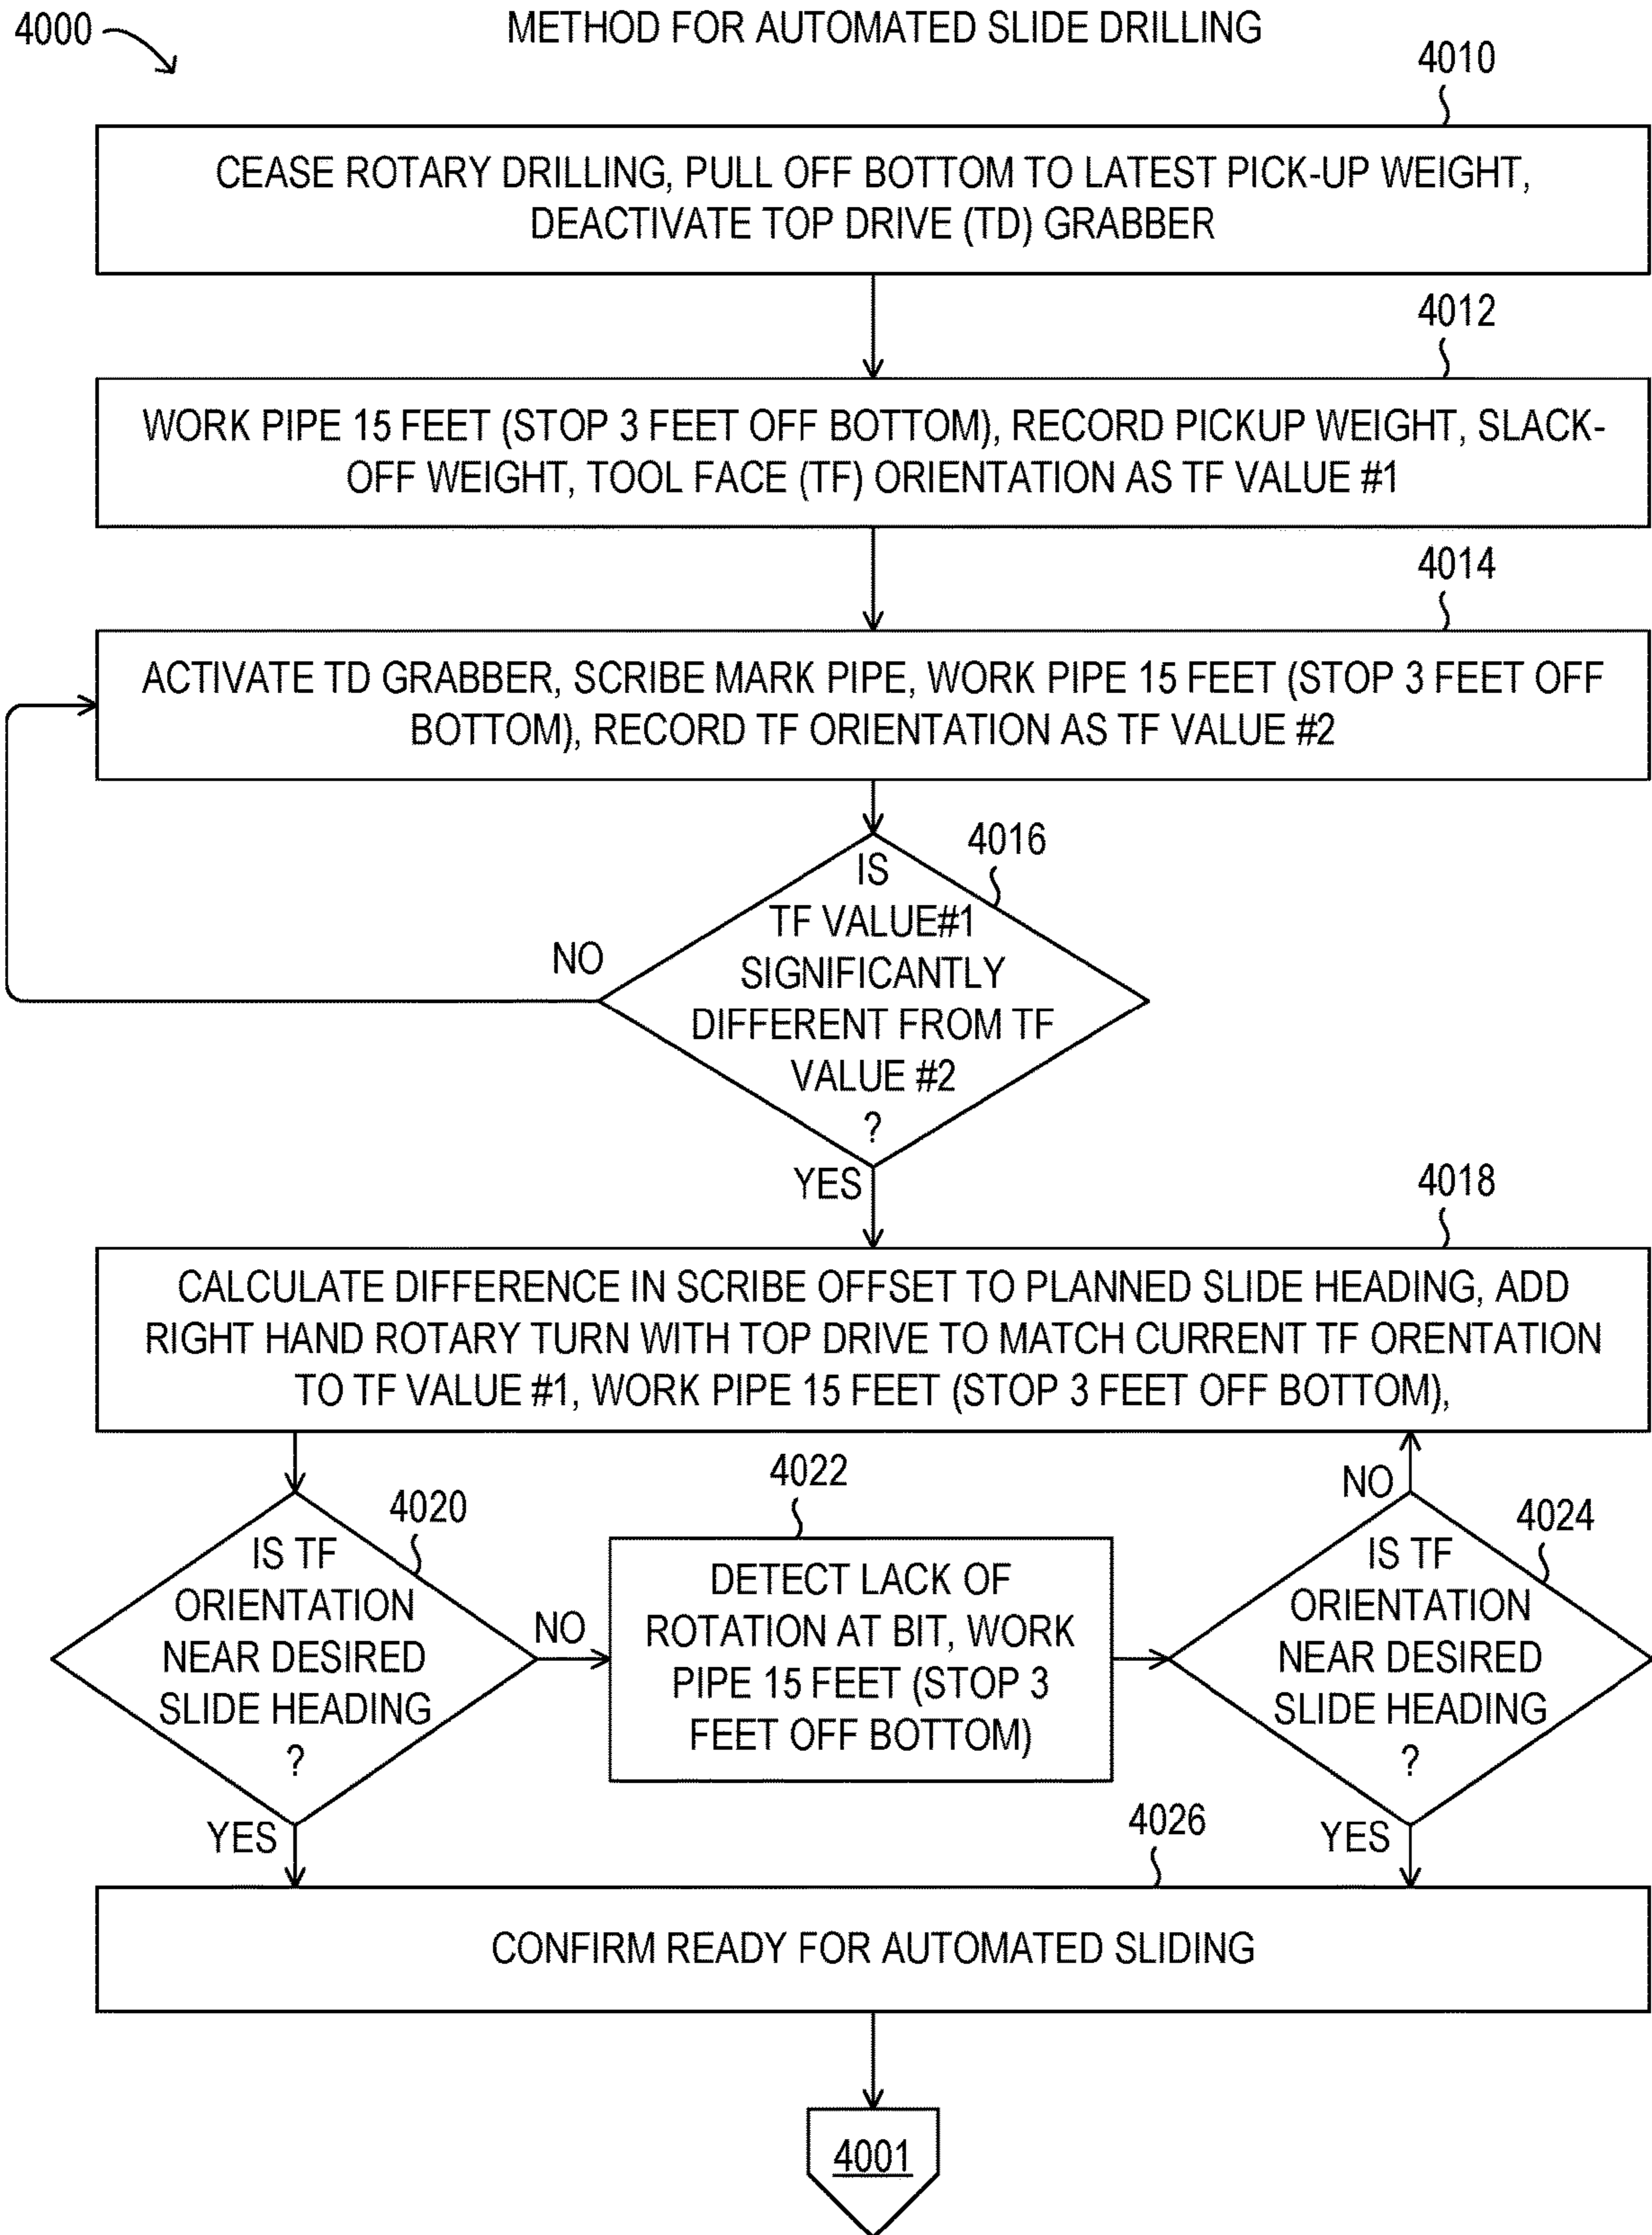 4000
METHOD FOR AUTOMATED SLIDE DRILLING
4010
CEASE ROTARY DRILLING, PULL OFF BOTTOM TO LATEST PICK-UP WEIGHT,
DEACTIVATE TOP DRIVE (TD) GRABBER
4012
WORK PIPE 15 FEET (STOP 3 FEET OFF BOTTOM), RECORD PICKUP WEIGHT, SLACK-
OFF WEIGHT, TOOL FACE (TF) ORIENTATION AS TF VALUE #1
4014
ACTIVATE TD GRABBER, SCRIBE MARK PIPE, WORK PIPE 15 FEET (STOP 3 FEET OFF
BOTTOM), RECORD TF ORIENTATION AS TF VALUE #2
4016
IS
TF VALUE#1
SIGNIFICANTLY
DIFFERENT FROM TF
VALUE #2
?
NO
YES
4018
CALCULATE DIFFERENCE IN SCRIBE OFFSET TO PLANNED SLIDE HEADING, ADD
RIGHT HAND ROTARY TURN WITH TOP DRIVE TO MATCH CURRENT TF ORENTATION
TO TF VALUE #1, WORK PIPE 15 FEET (STOP 3 FEET OFF BOTTOM),
4020
IS TF
ORIENTATION
NEAR DESIRED
SLIDE HEADING
?
NO
YES
4022
DETECT LACK OF
ROTATION AT BIT, WORK
PIPE 15 FEET (STOP 3
FEET OFF BOTTOM)
NO
4024
IS TF
ORIENTATION
NEAR DESIRED
SLIDE HEADING
?
YES
4026
CONFIRM READY FOR AUTOMATED SLIDING
4001